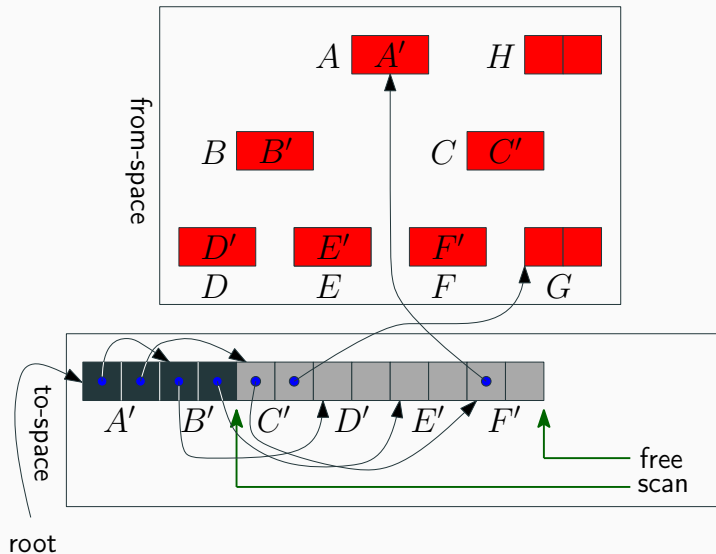 A A′ H
from-space
B B′ C C′
D′ E′ F′
D E F G
to-space
A′ B′ C′ D′ E′ F′
free
scan
root